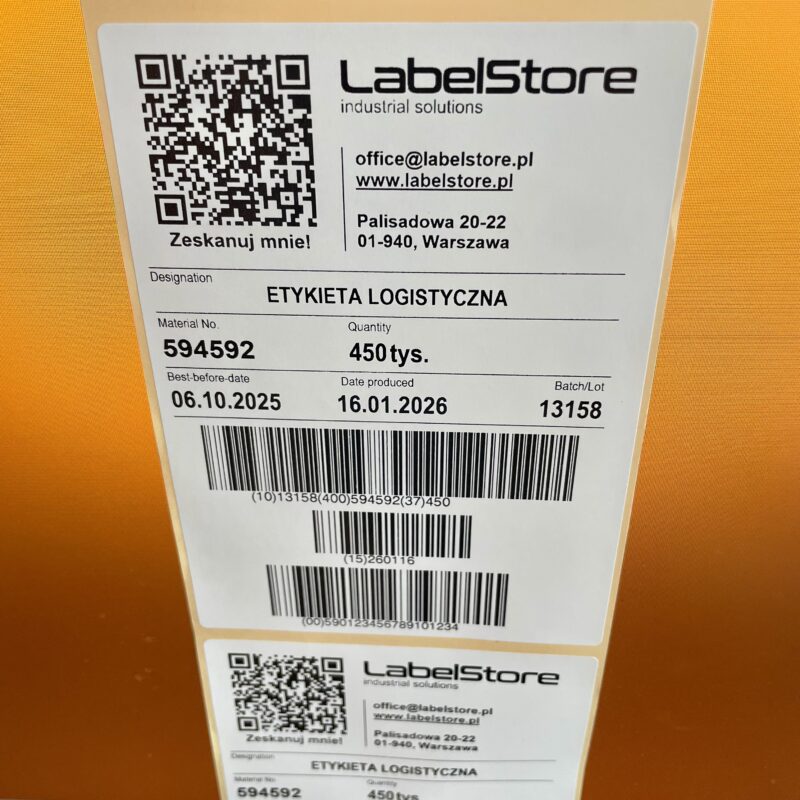 LabelStore
industrial solutions
office@labelstore.pl
www.labelstore.pl
Palisadowa 20-22
01-940, Warszawa
Zeskanuj mnie!
Designation
ETYKIETA LOGISTYCZNA
Material No. Quantity
594592 450 tys.
Best-before-date Date produced Batch/Lot
06.10.2025 16.01.2026 13158
(10)13158(400)594592(37)450
(15)260116
(00)590123456789101234
LabelStore
industrial solutions
office@labelstore.pl
www.labelstore.pl
Palisadowa 20-22
01-940, Warszawa
Zeskanuj mnie!
Designation
ETYKIETA LOGISTYCZNA
Material No. Quantity
594592 450 tys.